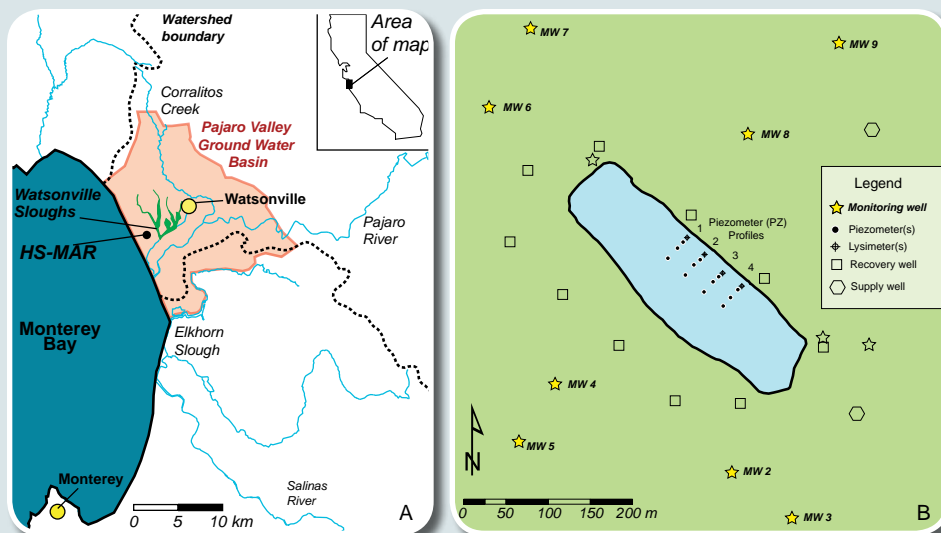 Watershed
boundary
Area
of map
Corralitos
Creek
Pajaro Valley
Ground Water
Basin
Watsonville
Sloughs
Watsonville
HS-MAR
Pajaro
River
Monterey
Bay
Elkhorn
Slough
Monterey
Salinas
River
0 5 10 km
A
MW 7
MW 9
MW 6
MW 8
Legend
Monitoring well
Piezometer(s)
Lysimeter(s)
Recovery well
Supply well
Piezometer (PZ)
Profiles
1
2
3
4
MW 4
MW 5
N
MW 2
MW 3
0 50 100 150 200 m
B